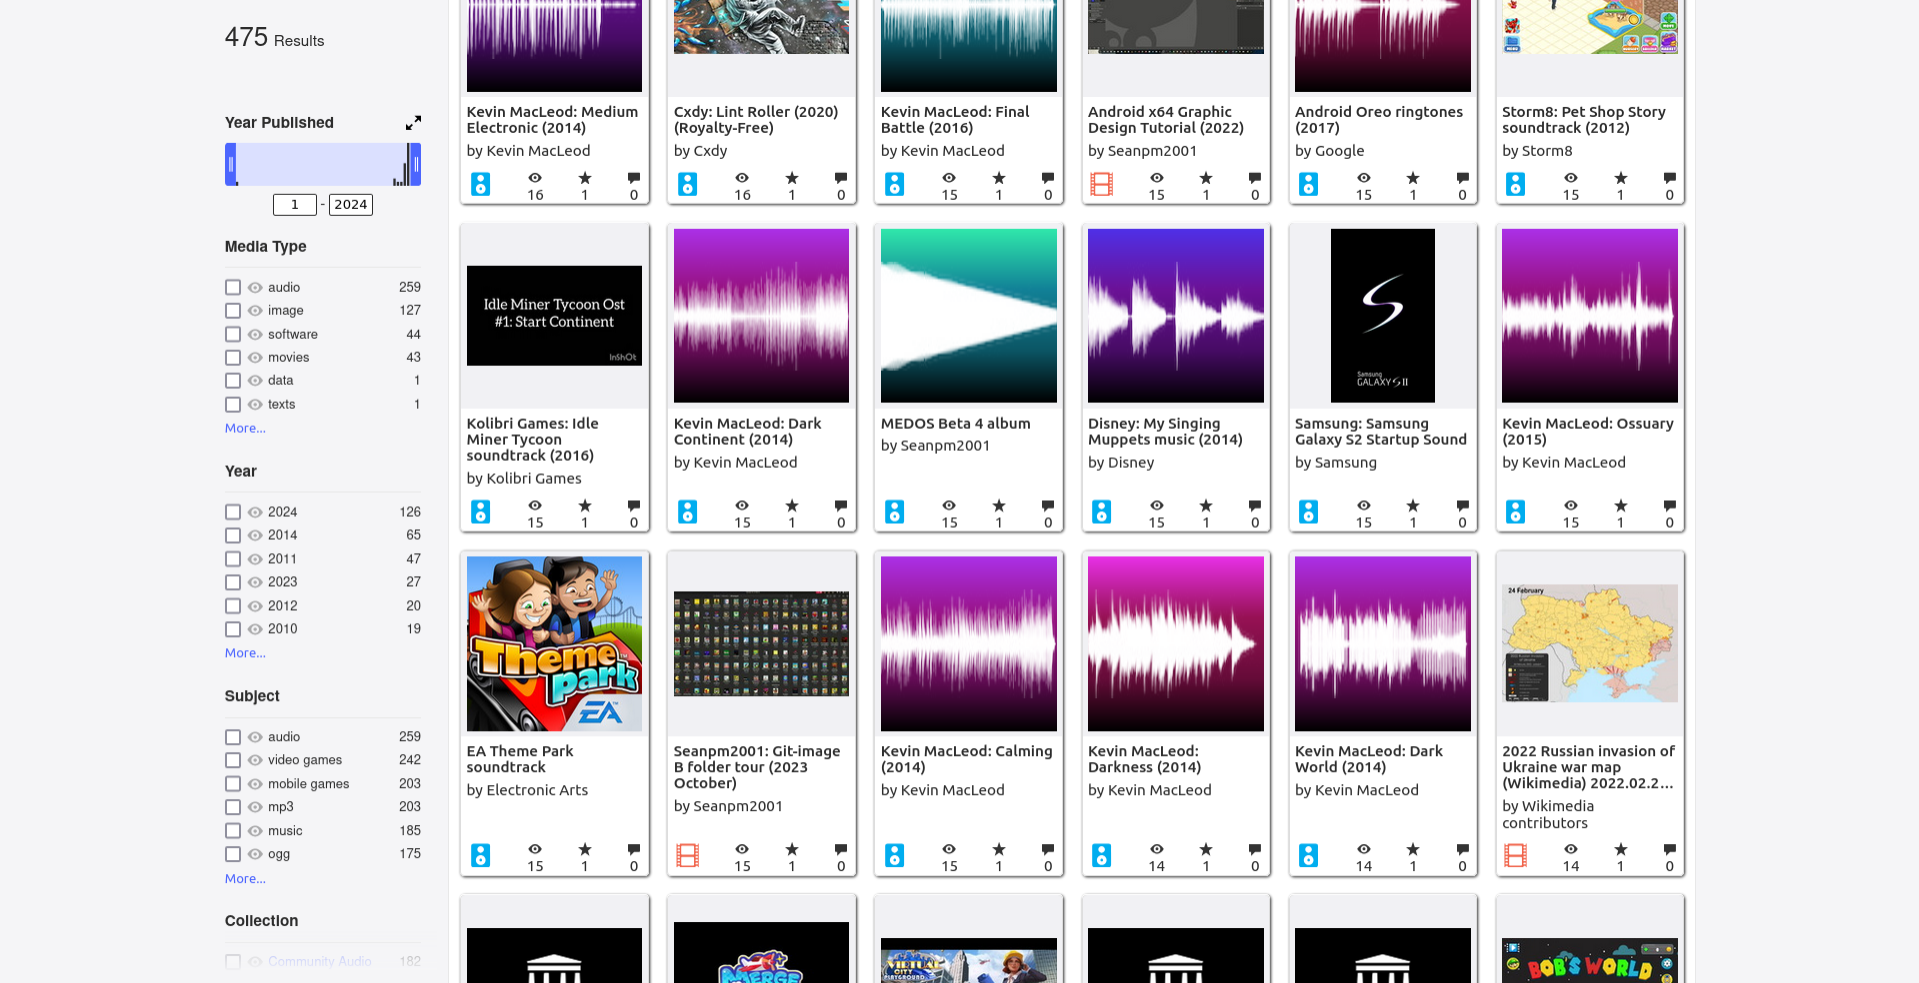 475 Results
Year Published
1 - 2024
Media Type
audio 259
image 127
software 44
movies 43
data 1
texts 1
More...
Year
2024 126
2014 65
2011 47
2023 27
2012 20
2010 19
More...
Subject
audio 259
video games 242
mobile games 203
mp3 203
music 185
ogg 175
More...
Collection
Community Audio 182
Kevin MacLeod: Medium
Electronic (2014)
by Kevin MacLeod
16 1 0
Cxdy: Lint Roller (2020)
(Royalty-Free)
by Cxdy
16 1 0
Kevin MacLeod: Final
Battle (2016)
by Kevin MacLeod
15 1 0
Android x64 Graphic
Design Tutorial (2022)
by Seanpm2001
15 1 0
Android Oreo ringtones
(2017)
by Google
15 1 0
Storm8: Pet Shop Story
soundtrack (2012)
by Storm8
15 1 0
Idle Miner Tycoon Ost
#1: Start Continent
InShOt
Kolibri Games: Idle
Miner Tycoon
soundtrack (2016)
by Kolibri Games
15 1 0
Kevin MacLeod: Dark
Continent (2014)
by Kevin MacLeod
15 1 0
MEDOS Beta 4 album
by Seanpm2001
15 1 0
Disney: My Singing
Muppets music (2014)
by Disney
15 1 0
Samsung
GALAXY S II
Samsung: Samsung
Galaxy S2 Startup Sound
by Samsung
15 1 0
Kevin MacLeod: Ossuary
(2015)
by Kevin MacLeod
15 1 0
Theme
park
EA
EA Theme Park
soundtrack
by Electronic Arts
15 1 0
Seanpm2001: Git-image
B folder tour (2023
October)
by Seanpm2001
15 1 0
Kevin MacLeod: Calming
(2014)
by Kevin MacLeod
15 1 0
Kevin MacLeod:
Darkness (2014)
by Kevin MacLeod
14 1 0
Kevin MacLeod: Dark
World (2014)
by Kevin MacLeod
14 1 0
24 February
2022 Russian invasion of
Ukraine war map
(Wikimedia) 2022.02.2...
by Wikimedia
contributors
14 1 0
MERGE
VIRTUAL
CITY
PLAYGROUND
BOB'S WORLD